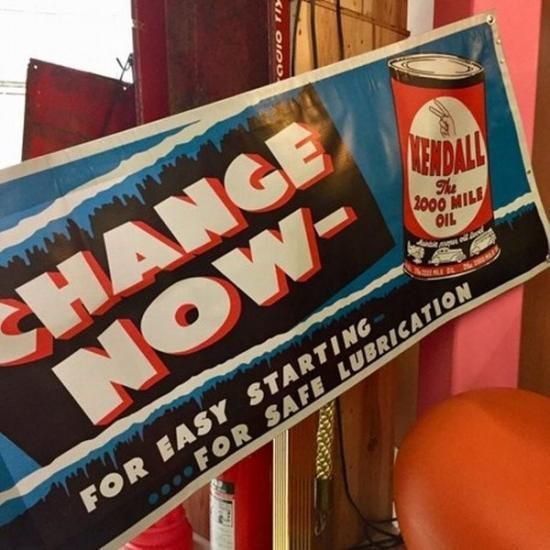 CHANGE
NOW-
FOR EASY STARTING
....FOR SAFE LUBRICATION
KENDALL
The
2000 MILE
OIL